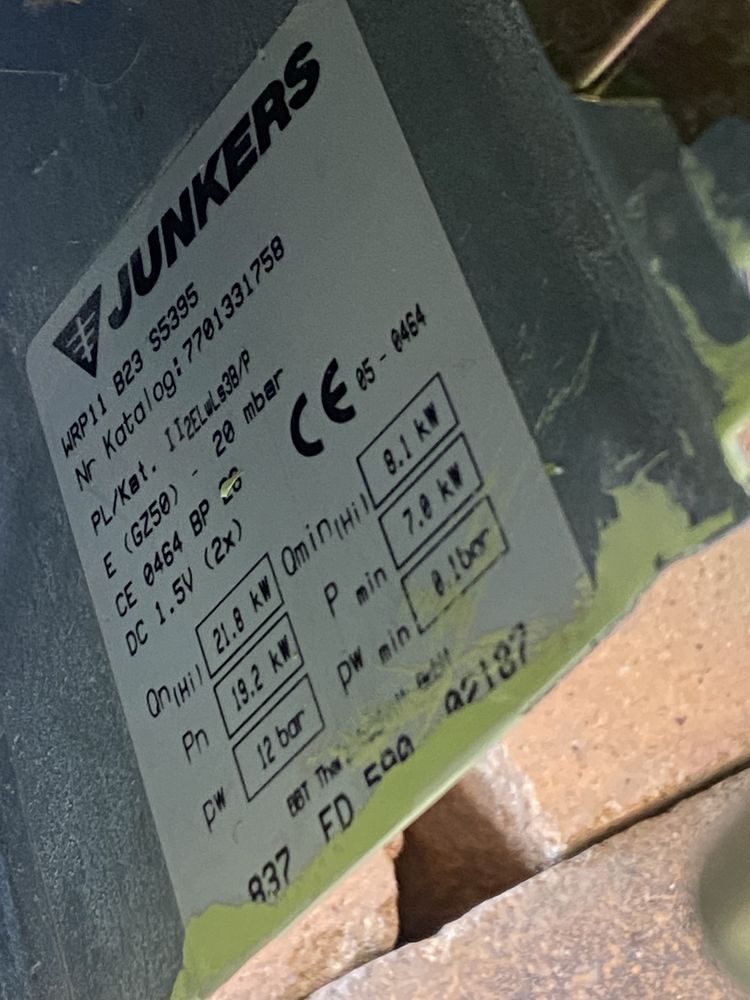 JUNKERS
WRP11 B23 S5395
Nr Katalog: 7701331758
PL/Kat. II2ELwLs3B/P
E (GZ50) - 20 mbar
CE 0464 BP
DC 1.5V (2x)
CE 05 - 0464
Qn(Hi) 21.8 kW
Pn 19.2 kW
pw 12 bar
Qmin(Hi) 8.1 kW
P min 7.0 kW
pw min 0.1bar
BBT
FD